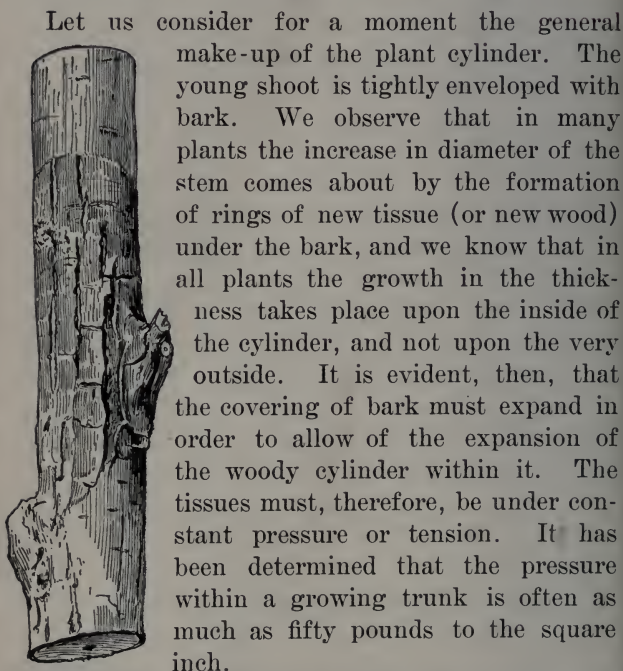 Let us consider for a moment the general
make-up of the plant cylinder. The
young shoot is tightly enveloped with
bark. We observe that in many
plants the increase in diameter of the
stem comes about by the formation
of rings of new tissue (or new wood)
under the bark, and we know that in
all plants the growth in the thick-
ness takes place upon the inside of
the cylinder, and not upon the very
outside. It is evident, then, that
the covering of bark must expand in
order to allow of the expansion of
the woody cylinder within it. The
tissues must, therefore, be under con-
stant pressure or tension. It has
been determined that the pressure
within a growing trunk is often as
much as fifty pounds to the square
inch.